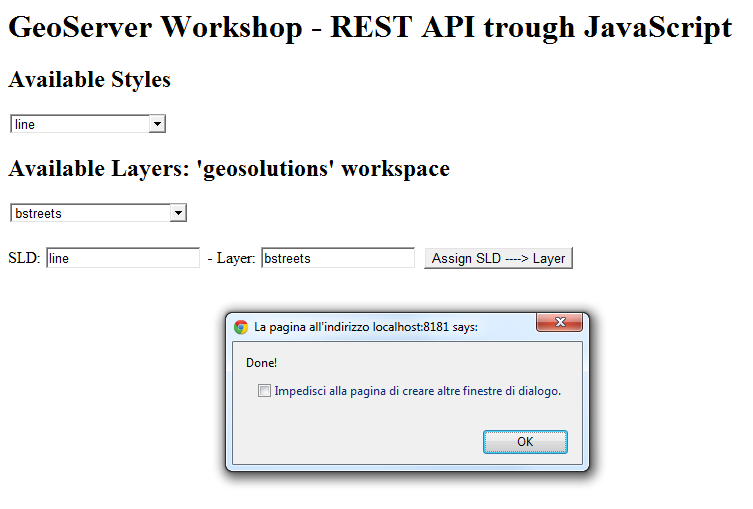 GeoServer Workshop - REST API trough JavaScript
Available Styles
line
Available Layers: 'geosolutions' workspace
bstreets
SLD: line - Layer: bstreets Assign SLD ----> Layer
La pagina all'indirizzo localhost:8181 says:
Done!
Impedisci alla pagina di creare altre finestre di dialogo.
OK